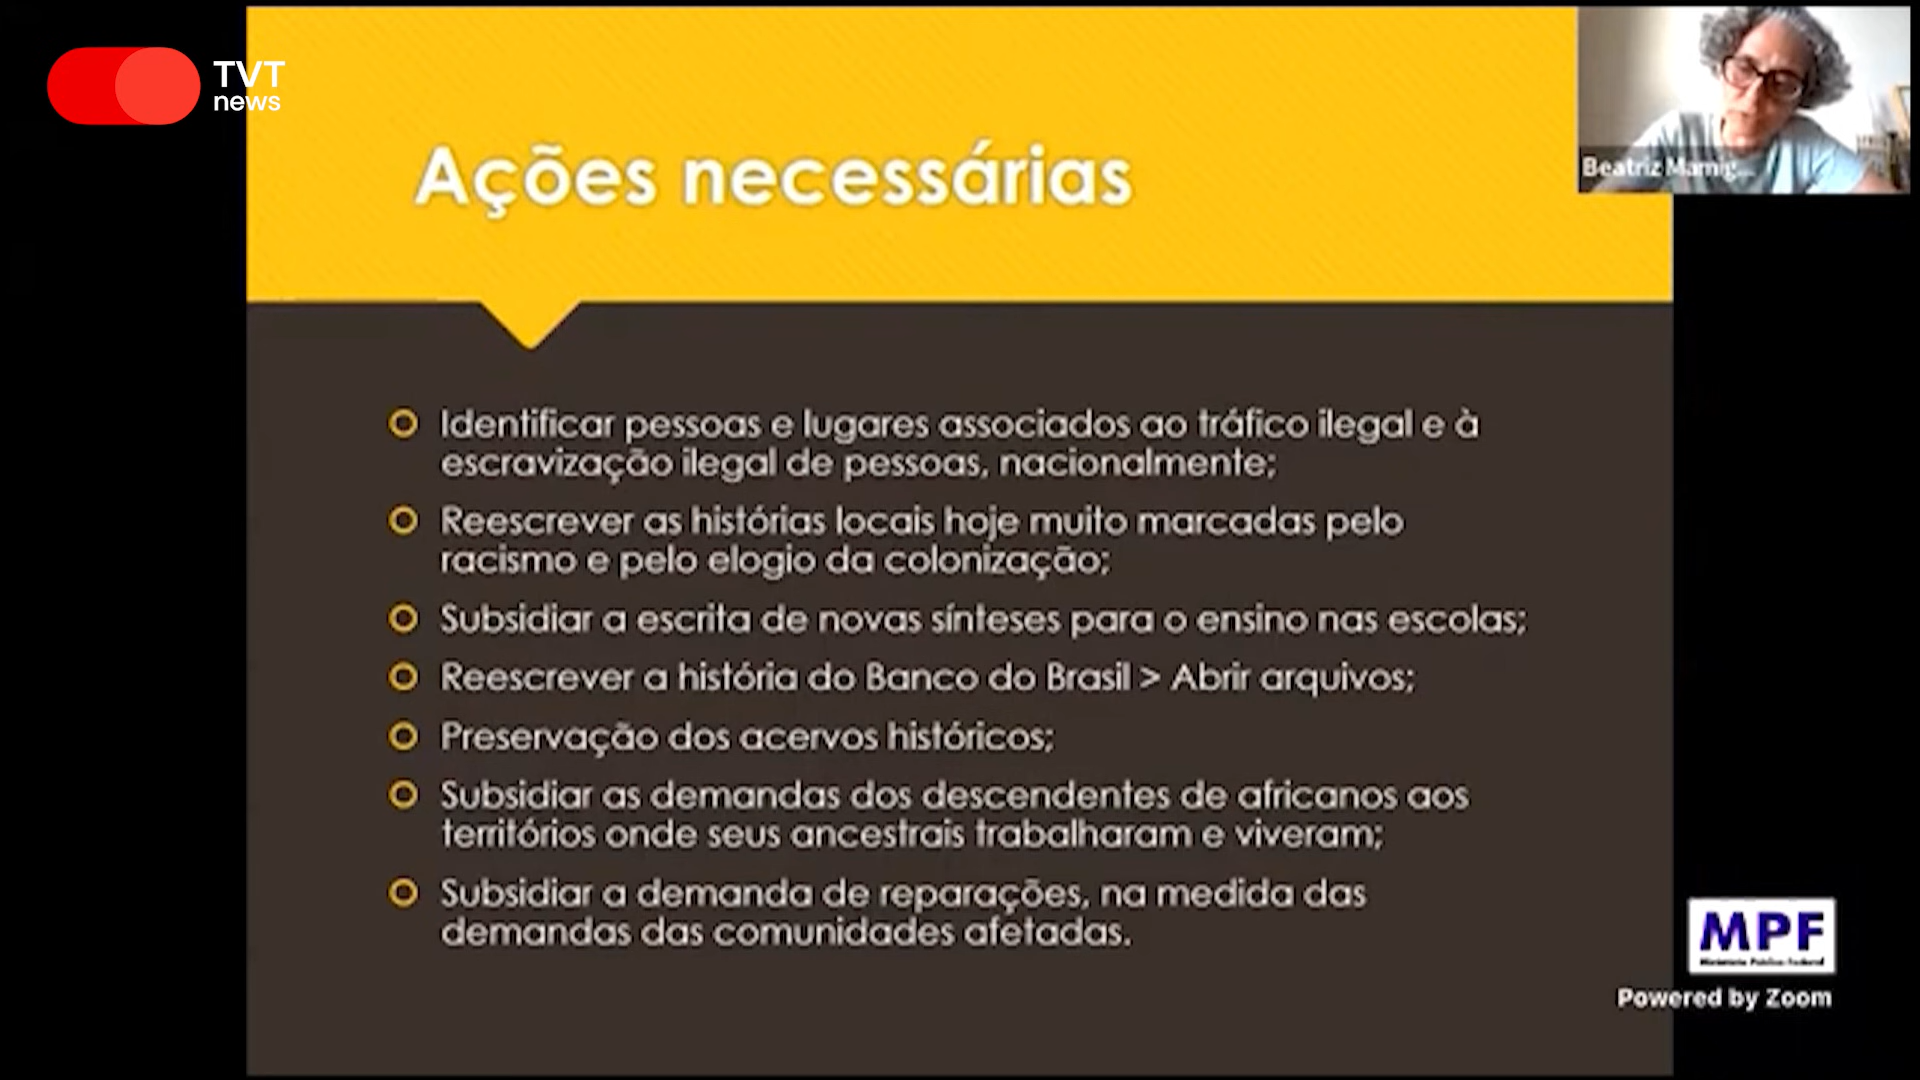 TVT
news
Ações necessárias
Beatriz Mamig...
Identificar pessoas e lugares associados ao tráfico ilegal e à
escravização ilegal de pessoas, nacionalmente;
Reescrever as histórias locais hoje muito marcadas pelo
racismo e pelo elogio da colonização;
Subsidiar a escrita de novas sínteses para o ensino nas escolas;
Reescrever a história do Banco do Brasil > Abrir arquivos;
Preservação dos acervos históricos;
Subsidiar as demandas dos descendentes de africanos aos
territórios onde seus ancestrais trabalharam e viveram;
Subsidiar a demanda de reparações, na medida das
demandas das comunidades afetadas.
MPF
Ministério Público Federal
Powered by Zoom